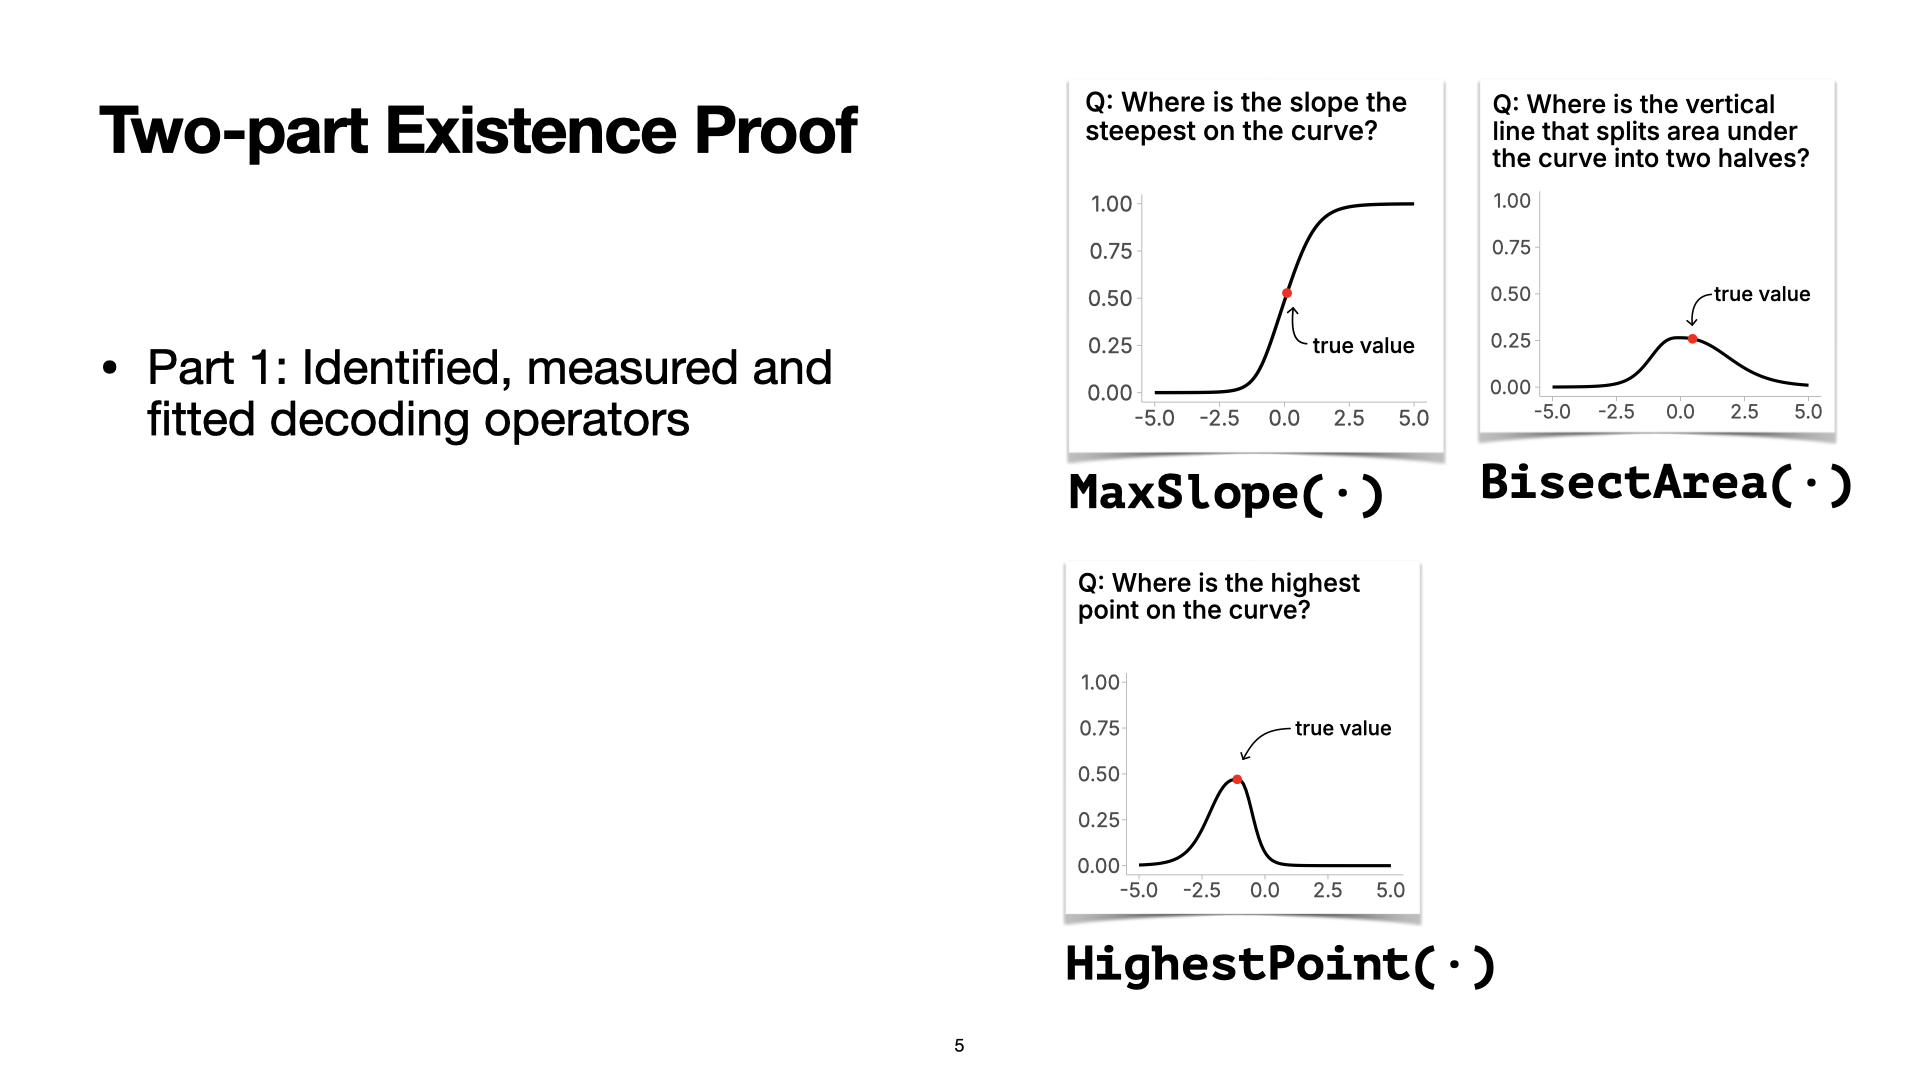 Two-part Existence Proof
• Part 1: Identified, measured and
fitted decoding operators
Q: Where is the slope the
steepest on the curve?
1.00
0.75
0.50
0.25
0.00
true value
-5.0 -2.5 0.0 2.5 5.0
MaxSlope(·)
Q: Where is the vertical
line that splits area under
the curve into two halves?
1.00
0.75
0.50
0.25
0.00
true value
-5.0 -2.5 0.0 2.5 5.0
BisectArea(·)
Q: Where is the highest
point on the curve?
1.00
0.75
0.50
0.25
0.00
true value
-5.0 -2.5 0.0 2.5 5.0
HighestPoint(·)
5